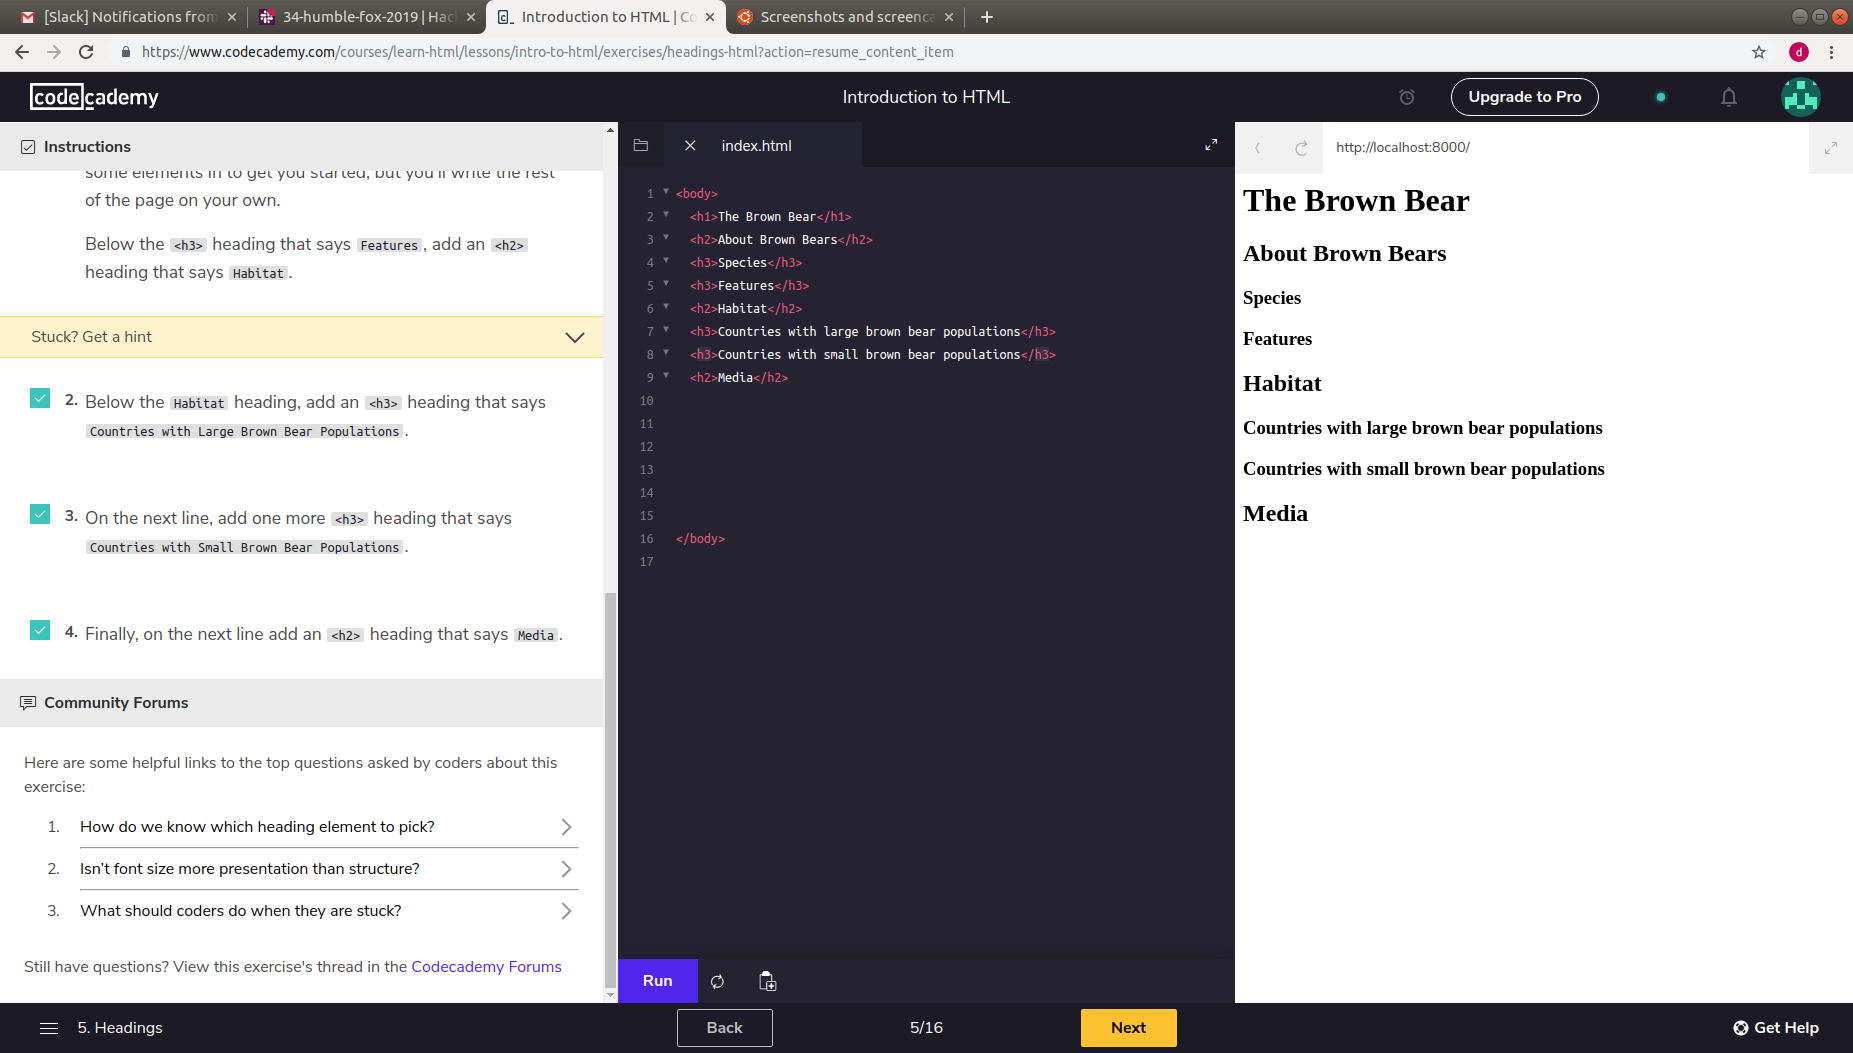 [Slack] Notifications from
34-humble-fox-2019 | Hac
Introduction to HTML | Co
Screenshots and screenca
https://www.codecademy.com/courses/learn-html/lessons/intro-to-html/exercises/headings-html?action=resume_content_item
d
codecademy
Introduction to HTML
Upgrade to Pro
Instructions
some elements in to get you started, but you'll write the rest
of the page on your own.
Below the <h3> heading that says Features, add an <h2>
heading that says Habitat.
Stuck? Get a hint
2. Below the Habitat heading, add an <h3> heading that says
Countries with Large Brown Bear Populations.
3. On the next line, add one more <h3> heading that says
Countries with Small Brown Bear Populations.
4. Finally, on the next line add an <h2> heading that says Media.
Community Forums
Here are some helpful links to the top questions asked by coders about this
exercise:
1. How do we know which heading element to pick?
2. Isn't font size more presentation than structure?
3. What should coders do when they are stuck?
Still have questions? View this exercise's thread in the Codecademy Forums
index.html
1 <body>
2 <h1>The Brown Bear</h1>
3 <h2>About Brown Bears</h2>
4 <h3>Species</h3>
5 <h3>Features</h3>
6 <h2>Habitat</h2>
7 <h3>Countries with large brown bear populations</h3>
8 <h3>Countries with small brown bear populations</h3>
9 <h2>Media</h2>
10
11
12
13
14
15
16 </body>
17
Run
http://localhost:8000/
The Brown Bear
About Brown Bears
Species
Features
Habitat
Countries with large brown bear populations
Countries with small brown bear populations
Media
5. Headings
Back
5/16
Next
Get Help